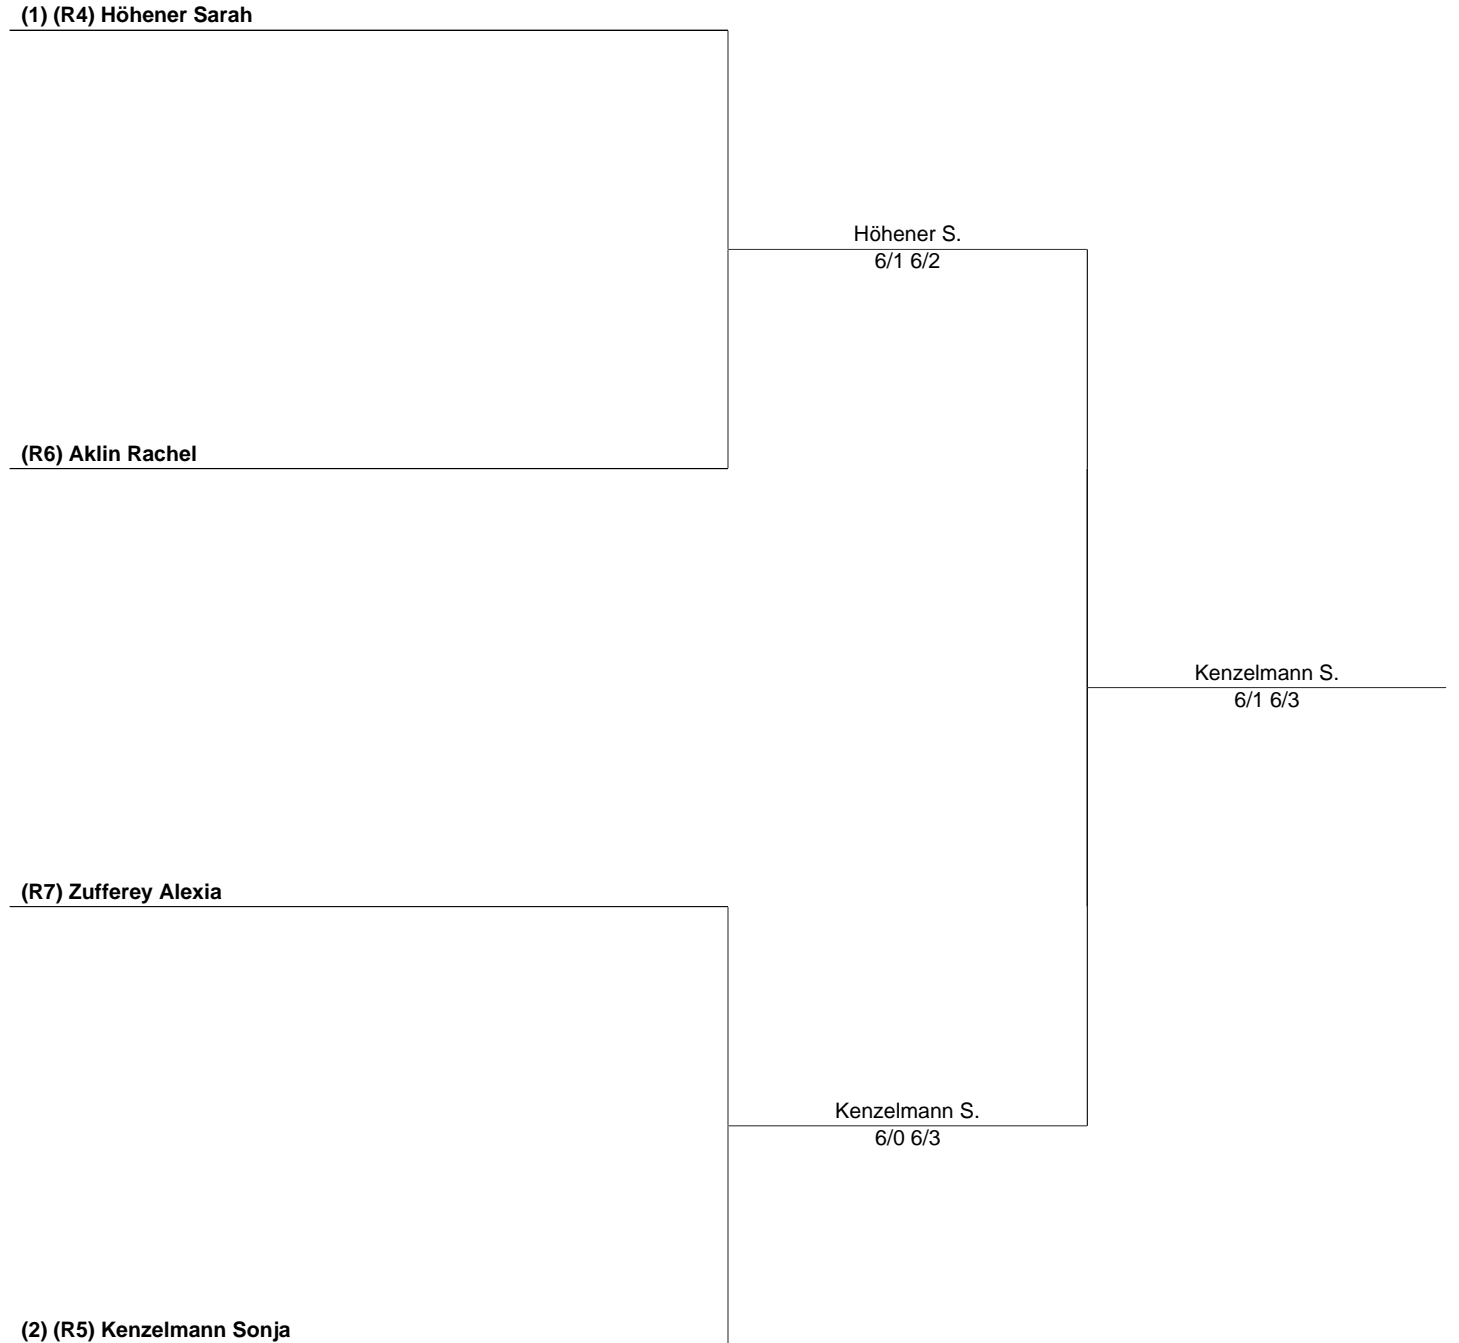 (1) (R4) Höhener Sarah
Höhener S.
6/1 6/2
(R6) Aklin Rachel
Kenzelmann S.
6/1 6/3
(R7) Zufferey Alexia
Kenzelmann S.
6/0 6/3
(2) (R5) Kenzelmann Sonja